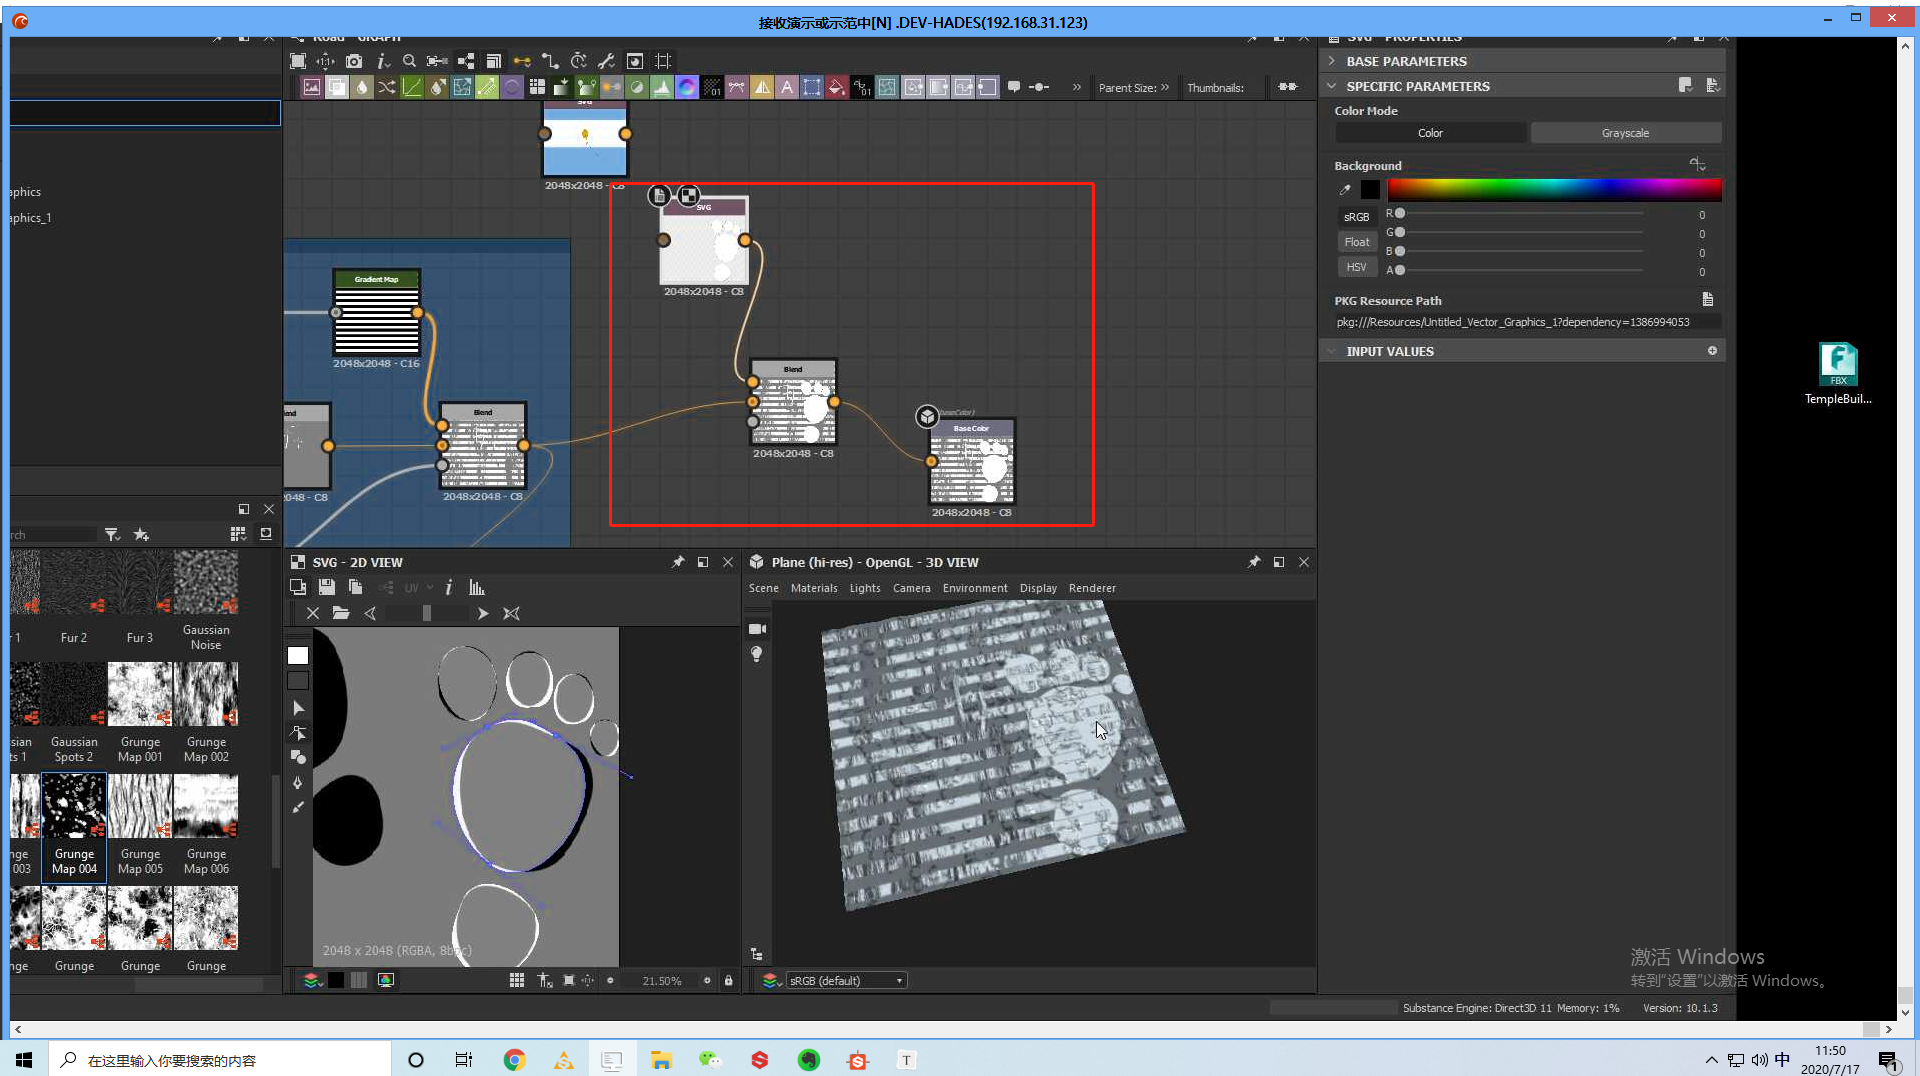 接收演示或示范中[N] .DEV-HADES(192.168.31.123)
Road - GRAPH
SVG - PROPERTIES
BASE PARAMETERS
SPECIFIC PARAMETERS
Parent Size:
Thumbnails:
Color Mode
Color
Grayscale
Background
sRGB
Float
HSV
R
0
G
0
B
0
A
0
PKG Resource Path
pkg:///Resources/Untitled_Vector_Graphics_1?dependency=1386994053
INPUT VALUES
aphics
aphics_1
SVG
2048x2048 - C8
SVG
2048x2048 - C8
Gradient Map
2048x2048 - C16
Blend
2048x2048 - C8
end
2048 - C8
Blend
2048x2048 - C8
(baseColor)
Base Color
2048x2048 - C8
FBX
TempleBuil...
rch
r 1
Fur 2
Fur 3
Gaussian Noise
sian
ts 1
Gaussian Spots 2
Grunge Map 001
Grunge Map 002
nge
003
Grunge Map 004
Grunge Map 005
Grunge Map 006
nge
Grunge
Grunge
Grunge
SVG - 2D VIEW
UV
2048 x 2048 (RGBA, 8bpc)
21.50%
Plane (hi-res) - OpenGL - 3D VIEW
Scene
Materials
Lights
Camera
Environment
Display
Renderer
sRGB (default)
激活 Windows
转到“设置”以激活 Windows。
Substance Engine: Direct3D 11 Memory: 1%
Version: 10.1.3
在这里输入你要搜索的内容
中
11:50
2020/7/17
1